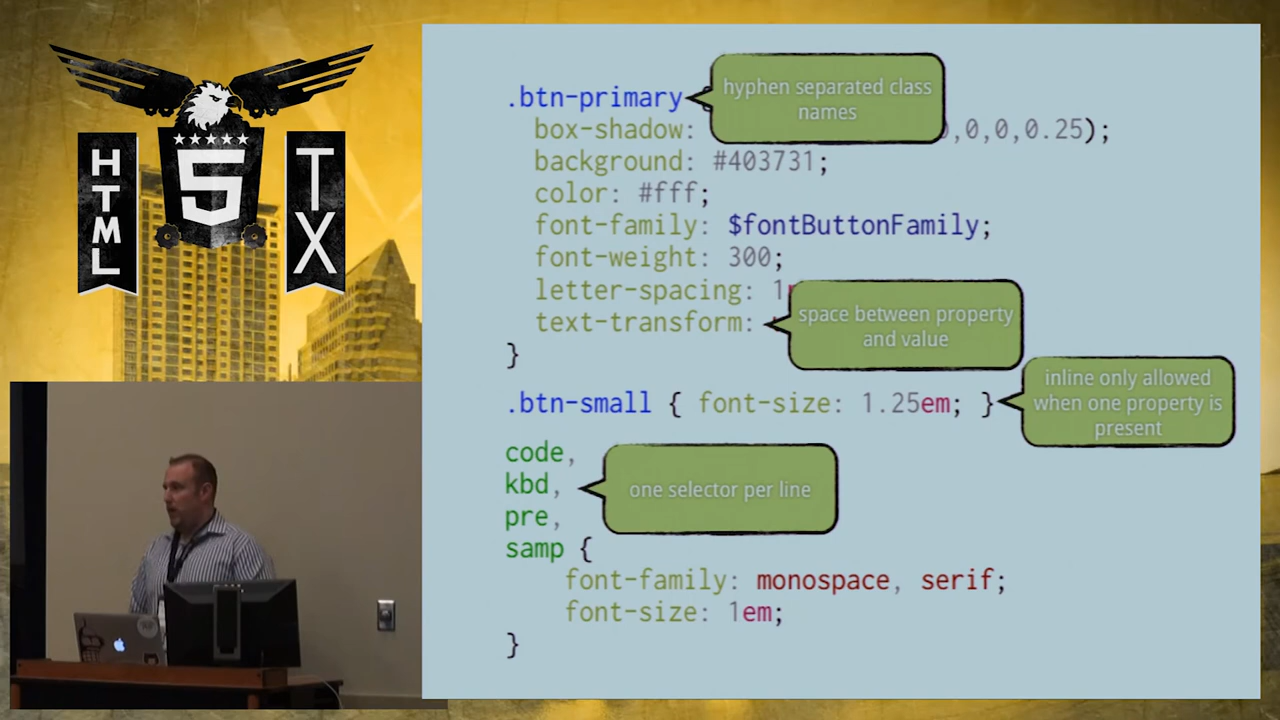 HTML
5
TX
.btn-primary
hyphen separated class
names
box-shadow: ,0,0,0.25);
background: #403731;
color: #fff;
font-family: $fontButtonFamily;
font-weight: 300;
letter-spacing: 1
text-transform:
space between property
and value
}
.btn-small { font-size: 1.25em; }
inline only allowed
when one property is
present
code,
kbd,
one selector per line
pre,
samp {
font-family: monospace, serif;
font-size: 1em;
}